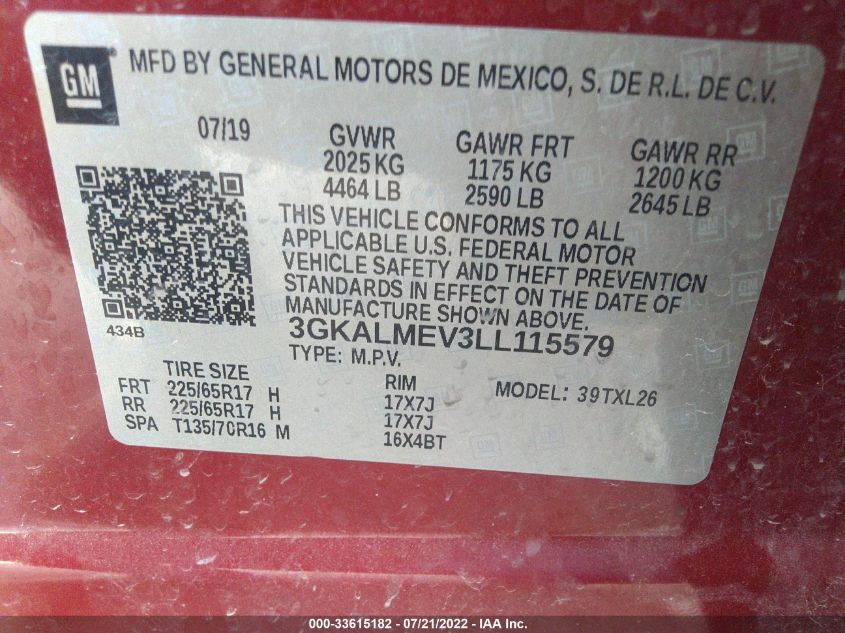 GM
MFD BY GENERAL MOTORS DE MEXICO, S. DE R.L. DE C.V.
07/19
GVWR
2025 KG
4464 LB
GAWR FRT
1175 KG
2590 LB
GAWR RR
1200 KG
2645 LB
THIS VEHICLE CONFORMS TO ALL
APPLICABLE U.S. FEDERAL MOTOR
VEHICLE SAFETY AND THEFT PREVENTION
STANDARDS IN EFFECT ON THE DATE OF
MANUFACTURE SHOWN ABOVE.
434B
3GKALMEV3LL115579
TYPE: M.P.V.
TIRE SIZE
RIM
MODEL: 39TXL26
FRT 225/65R17 H 17X7J
RR 225/65R17 H 17X7J
SPA T135/70R16 M 16X4BT
000-33615182 - 07/21/2022 - IAA Inc.